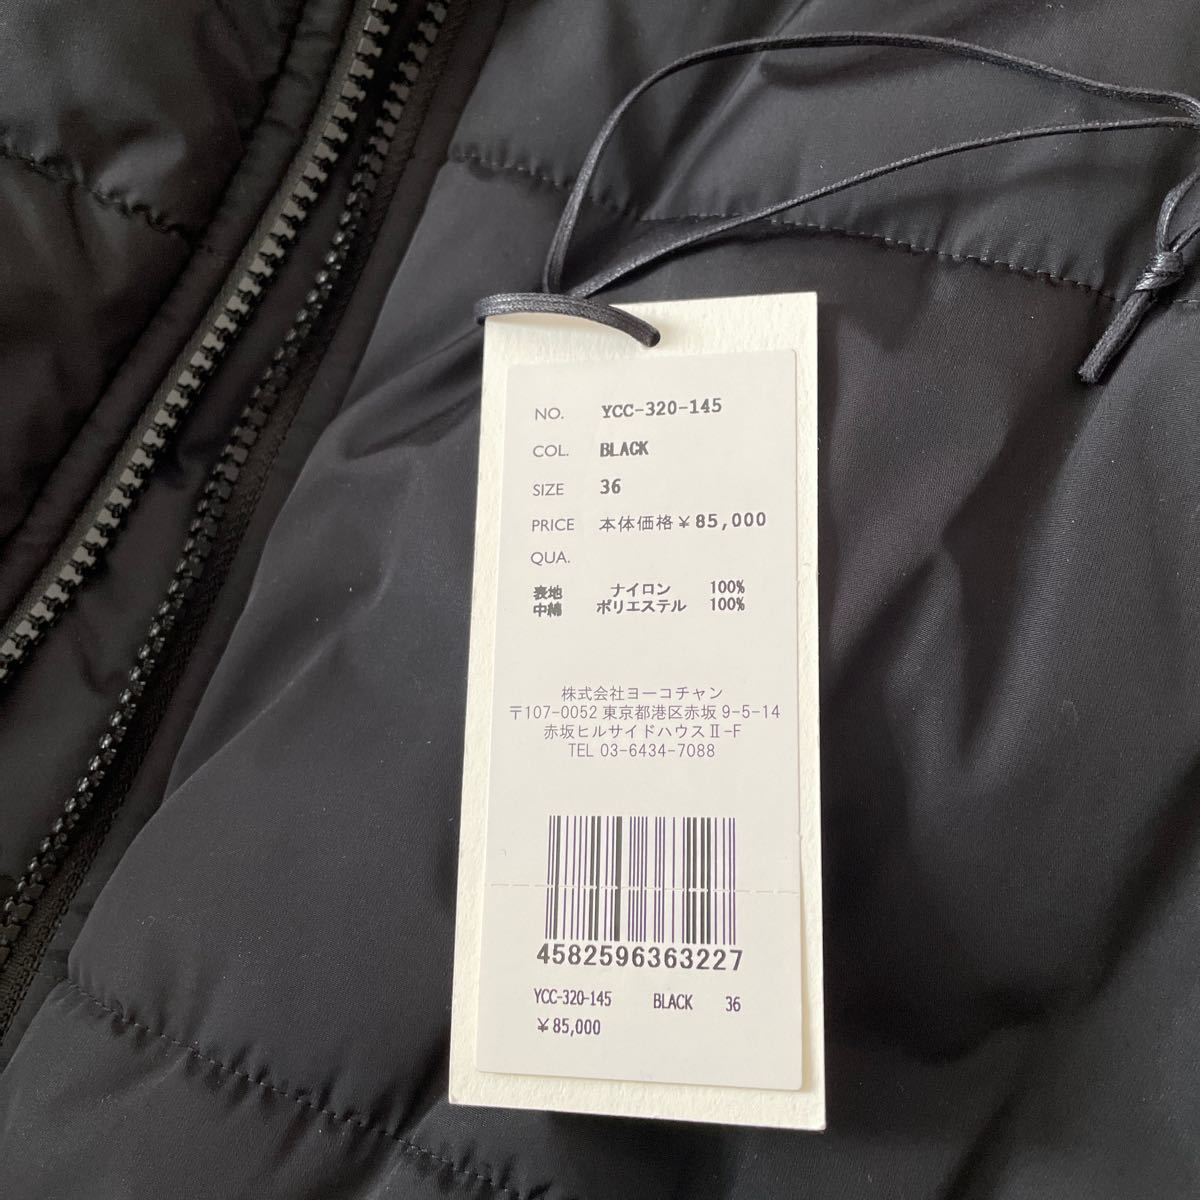 NO. YCC-320-145
COL. BLACK
SIZE 36
PRICE 本体価格¥85,000
QUA.
表地 ナイロン 100%
中綿 ポリエステル 100%
株式会社ヨーコチャン
〒107-0052 東京都港区赤坂 9-5-14
赤坂ヒルサイドハウスⅡ-F
TEL 03-6434-7088
4582596363227
YCC-320-145 BLACK 36
¥85,000